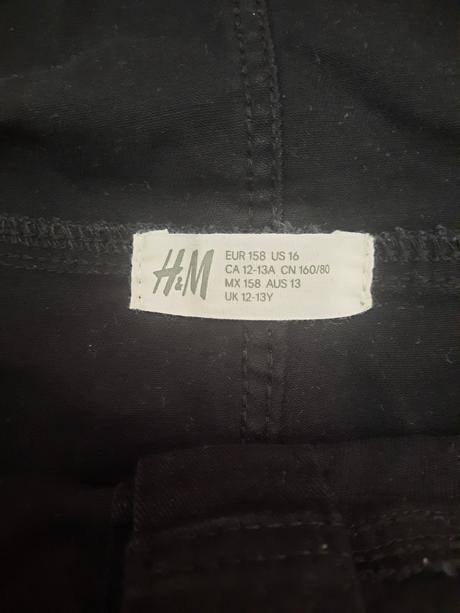 H&M
EUR 158 US 16
CA 12-13A CN 160/80
MX 158 AUS 13
UK 12-13Y